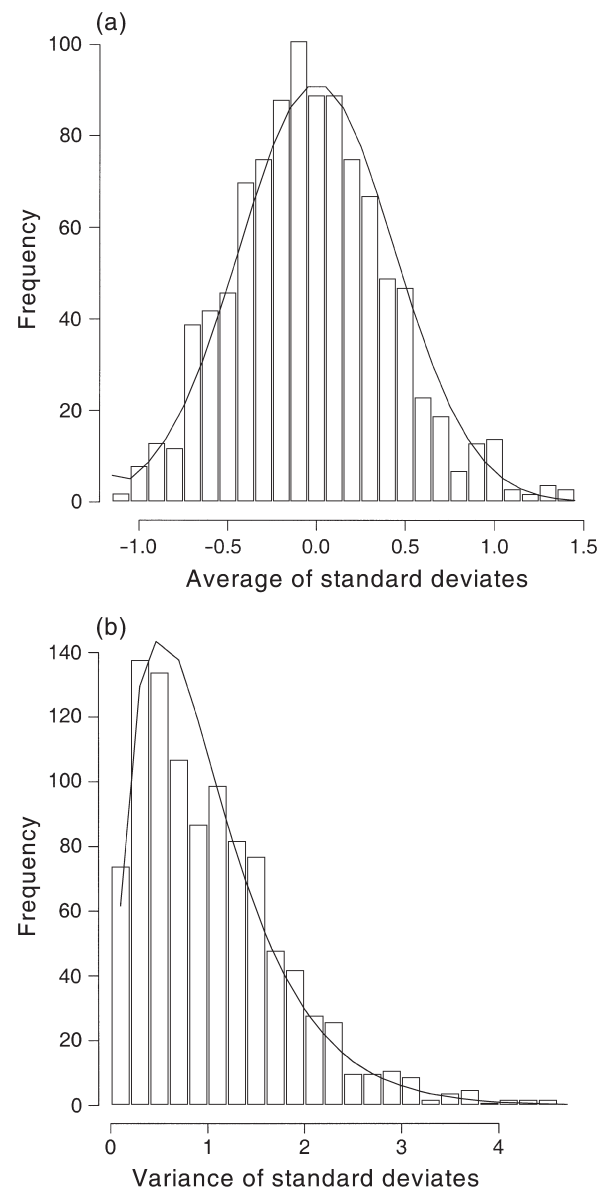 (a)
100
80
60
40
20
0
Frequency
−1.0 −0.5 0.0 0.5 1.0 1.5
Average of standard deviates
(b)
140
120
100
80
60
40
20
0
Frequency
0 1 2 3 4
Variance of standard deviates